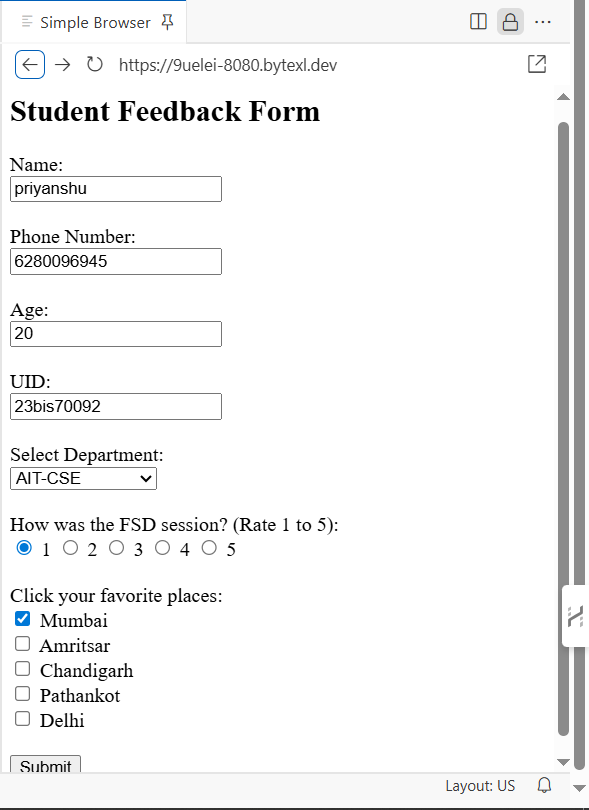 Simple Browser
https://9uelei-8080.bytexl.dev
Student Feedback Form
Name:
priyanshu
Phone Number:
6280096945
Age:
20
UID:
23bis70092
Select Department:
AIT-CSE
How was the FSD session? (Rate 1 to 5):
1 2 3 4 5
Click your favorite places:
Mumbai
Amritsar
Chandigarh
Pathankot
Delhi
Submit
Layout: US